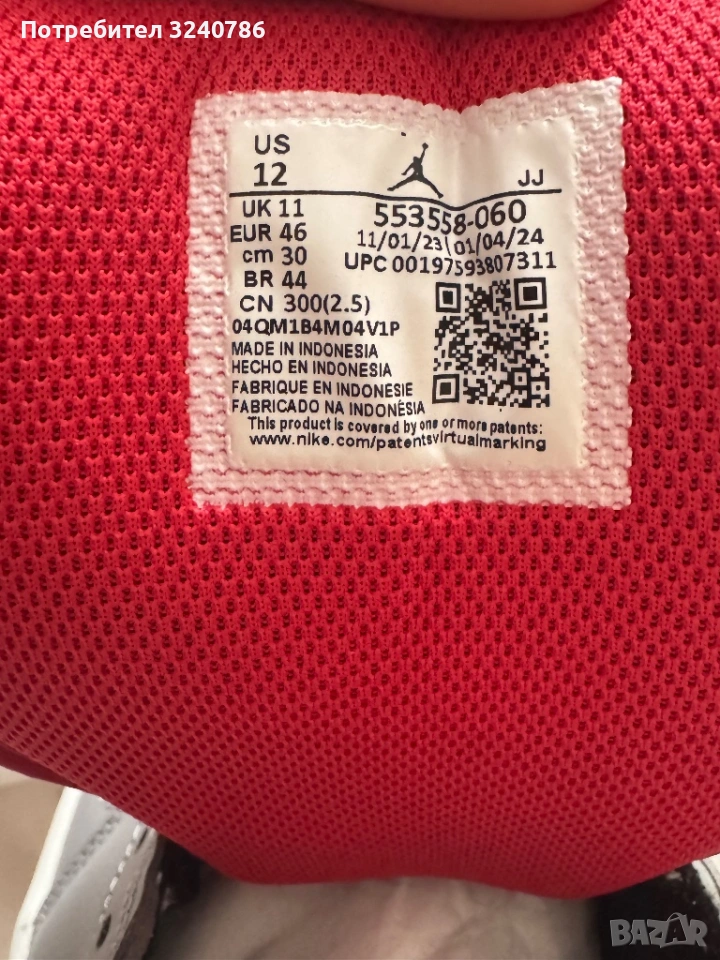 Потребител 3240786
US
12
JJ
UK 11
553558-060
EUR 46
11/01/23 01/04/24
cm 30
UPC 00197593807311
BR 44
CN 300(2.5)
04QM1B4M04V1P
MADE IN INDONESIA
HECHO EN INDONESIA
FABRIQUE EN INDONESIE
FABRICADO NA INDONÉSIA
This product is covered by one or more patents:
www.nike.com/patentsvirtualmarking
BAZAR